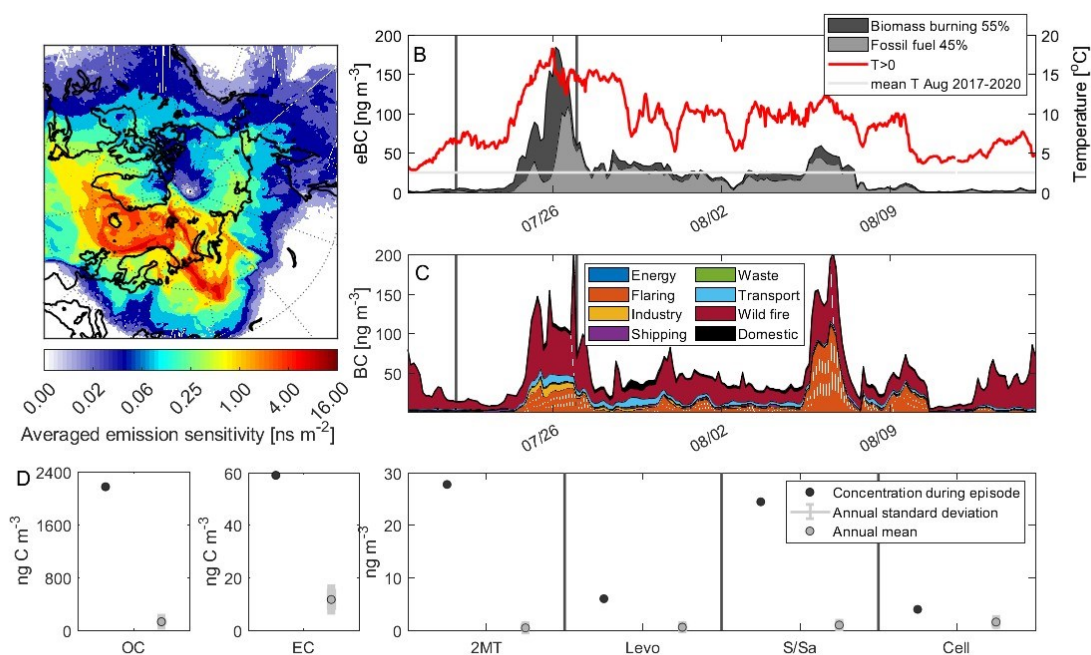 A
0.00 0.02 0.06 0.25 1.00 4.00 16.00
Averaged emission sensitivity [ns m-2]
B
200
150
100
50
0
eBC [ng m-3]
Biomass burning 55%
Fossil fuel 45%
T>0
mean T Aug 2017-2020
20
15
10
5
0
Temperature [oC]
07/26 08/02 08/09
C
200
150
100
50
BC [ng m-3]
Energy Waste
Flaring Transport
Industry Wild fire
Shipping Domestic
07/26 08/02 08/09
D
2400
1600
800
0
ng C m-3
OC
60
40
20
0
ng C m-3
EC
30
20
10
0
ng m-3
Concentration during episode
Annual standard deviation
Annual mean
2MT Levo S/Sa Cell